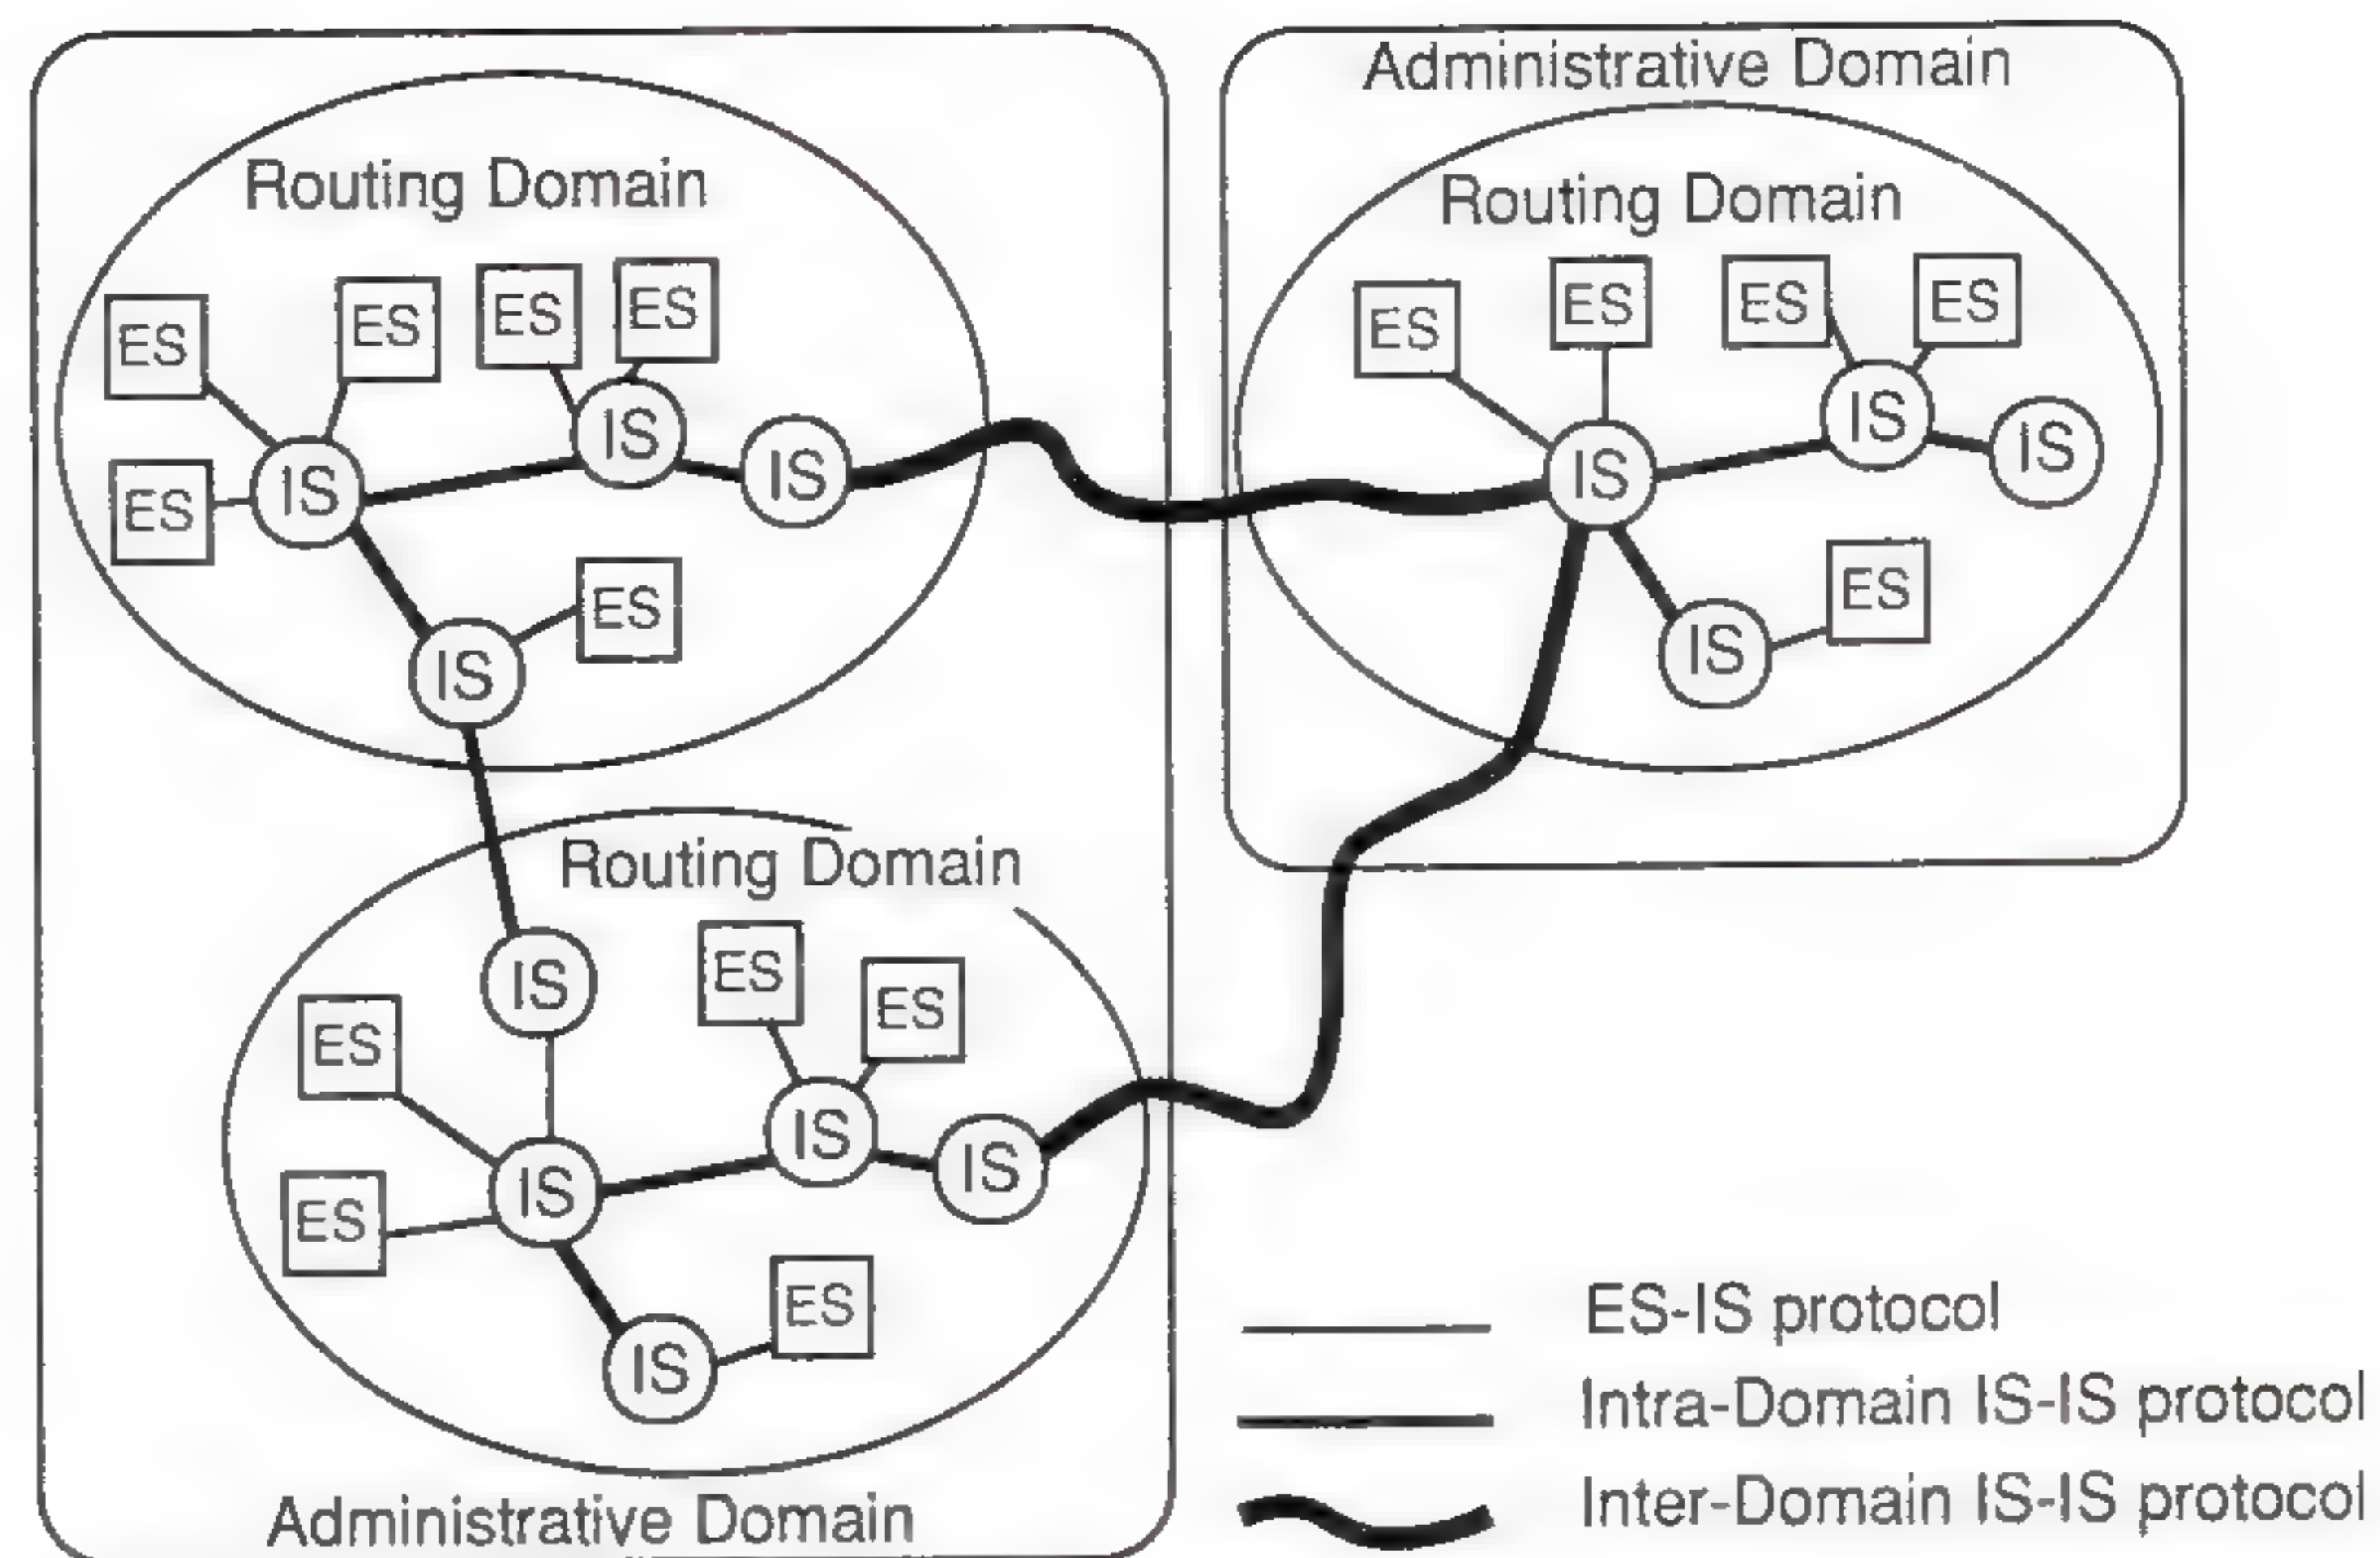 Administrative Domain
Routing Domain
Routing Domain
ES
ES
ES
ES
ES
ES
ES
ES
IS
IS
IS
IS
IS
IS
ES
IS
ES
ES
IS
IS
Routing Domain
ES
IS
ES
ES
IS
IS
IS
ES
ES
IS
Administrative Domain
ES-IS protocol
Intra-Domain IS-IS protocol
Inter-Domain IS-IS protocol